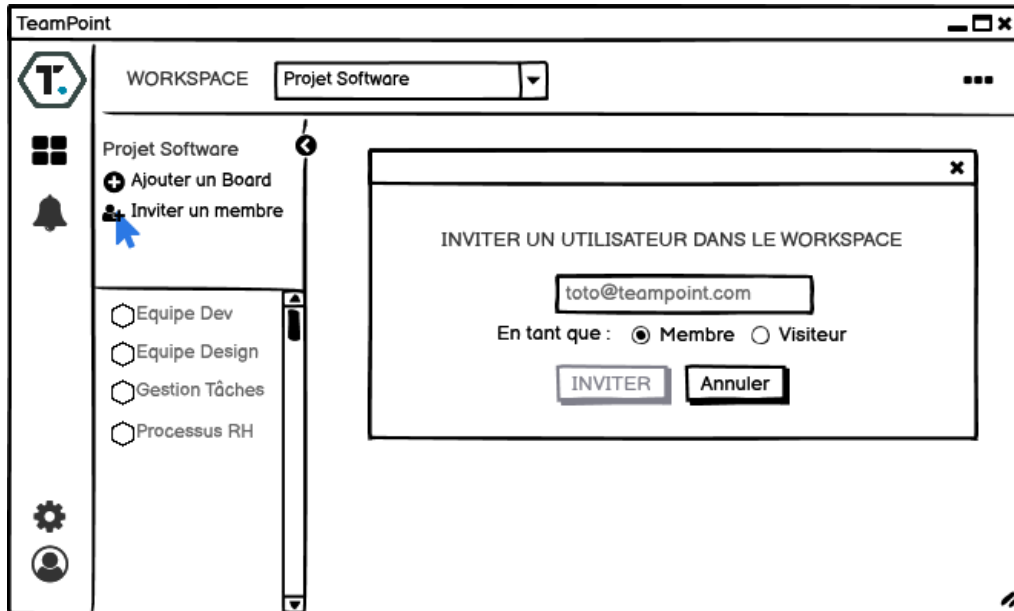 TeamPoint
T.
WORKSPACE
Projet Software
Projet Software
Ajouter un Board
Inviter un membre
Equipe Dev
Equipe Design
Gestion Tâches
Processus RH
INVITER UN UTILISATEUR DANS LE WORKSPACE
toto@teampoint.com
En tant que : Membre Visiteur
INVITER Annuler